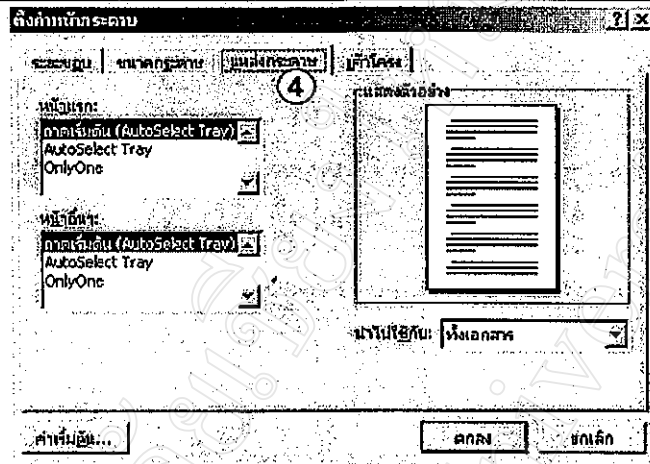 ตั้งค่าหน้ากระดาษ
ระยะขอบ ขนาดกระดาษ แหล่งกระดาษ เค้าโครง
4
หน้าแรก:
แสดงตัวอย่าง
ถาดเริ่มต้น (AutoSelect Tray)
AutoSelect Tray
OnlyOne
หน้าอื่นๆ:
ถาดเริ่มต้น (AutoSelect Tray)
AutoSelect Tray
OnlyOne
นำไปใช้กับ: ทั้งเอกสาร
ค่าเริ่มต้น... ตกลง ยกเลิก